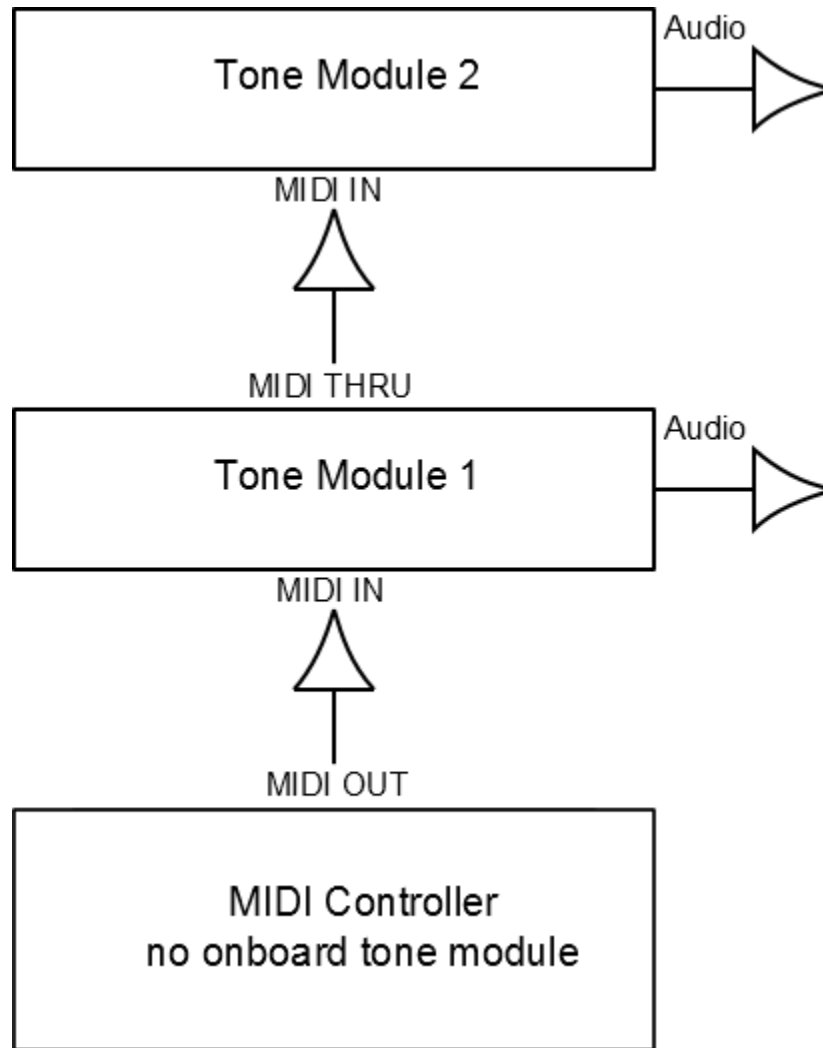 Audio
Tone Module 2
MIDI IN
MIDI THRU
Audio
Tone Module 1
MIDI IN
MIDI OUT
MIDI Controller
no onboard tone module